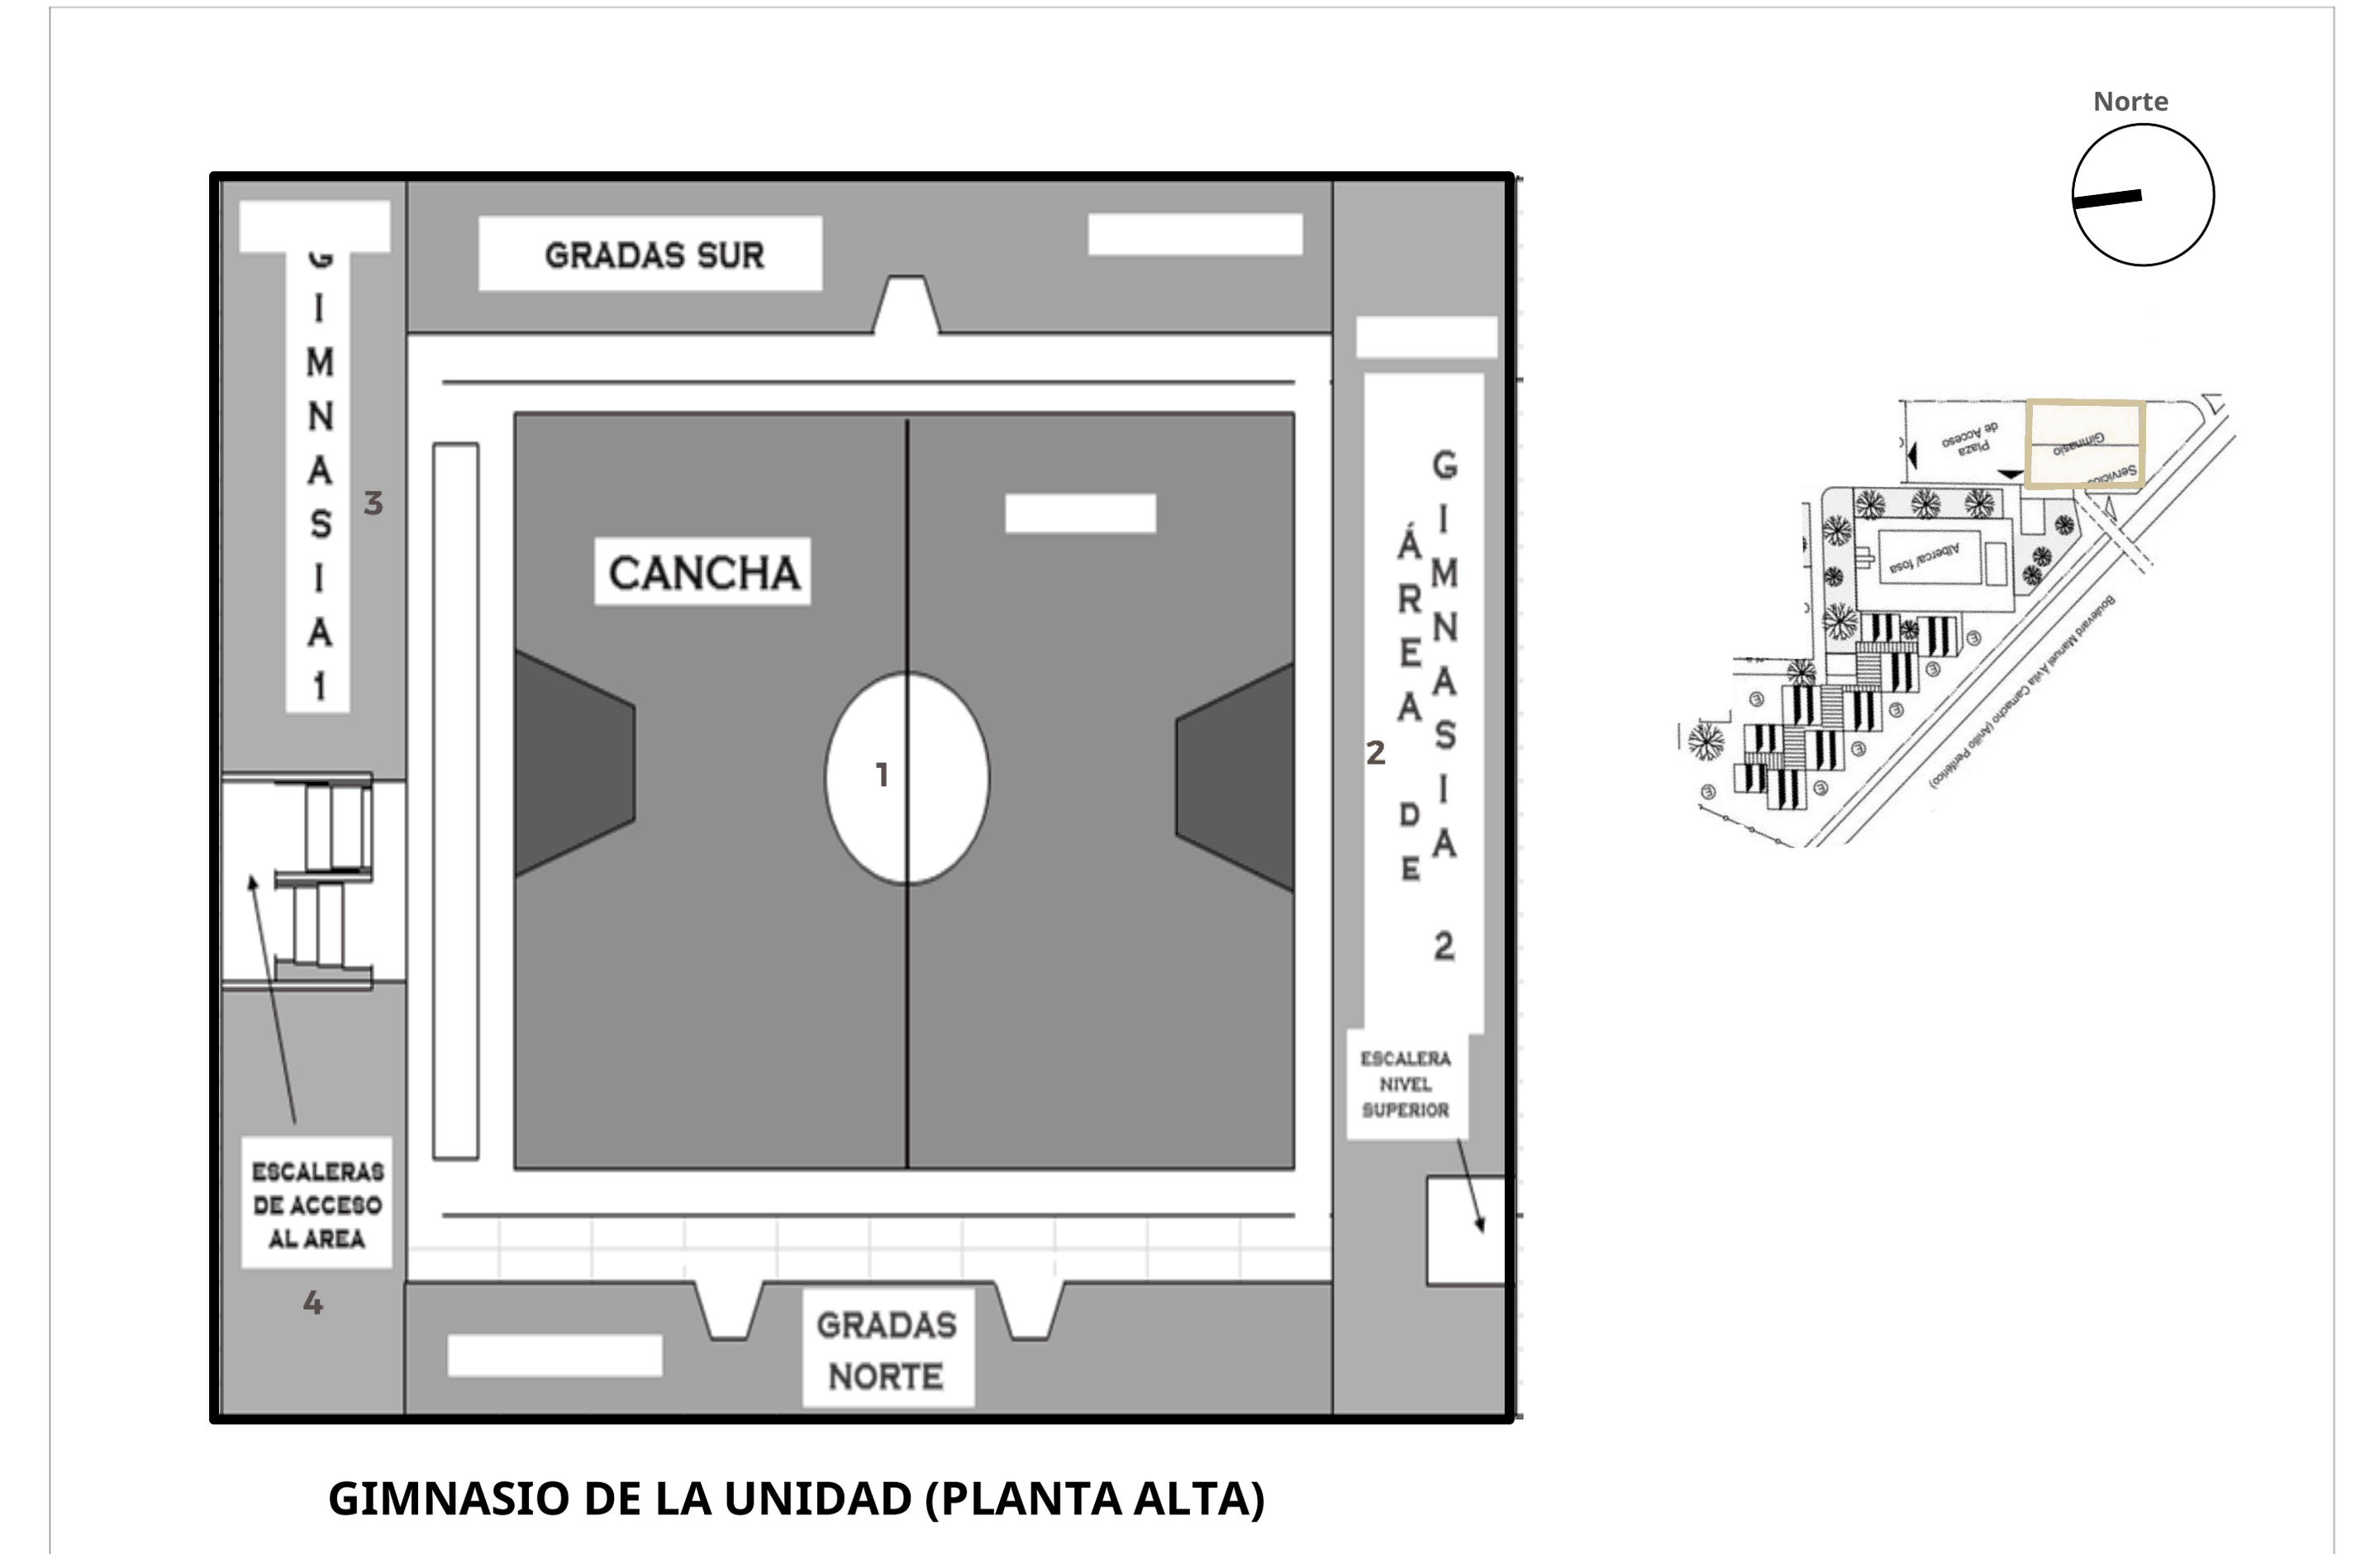 Norte
GRADAS SUR
GIMNASIA 1
3
CANCHA
1
ÁREA DE
GIMNASIA 2
2
ESCALERA
NIVEL
SUPERIOR
ESCALERAS
DE ACCESO
AL AREA
4
GRADAS
NORTE
GIMNASIO DE LA UNIDAD (PLANTA ALTA)
Plaza
de Acceso
Gimnasio
Servicios
Alberca/ fosa
E
E
E
E
E
E
E
Boulevard Manuel Ávila Camacho (Anillo Periférico)